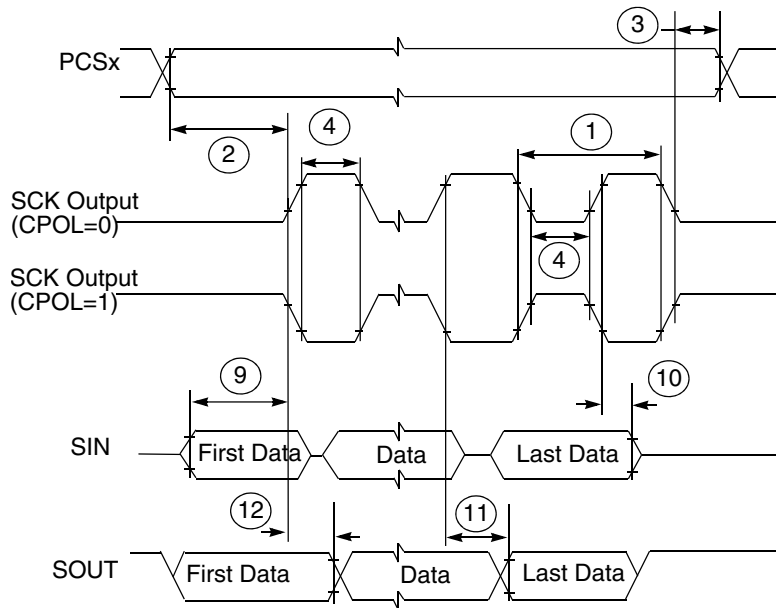 3
PCSx
2
4
1
SCK Output
(CPOL=0)
4
SCK Output
(CPOL=1)
9
10
SIN
First Data
Data
Last Data
12
11
SOUT
First Data
Data
Last Data